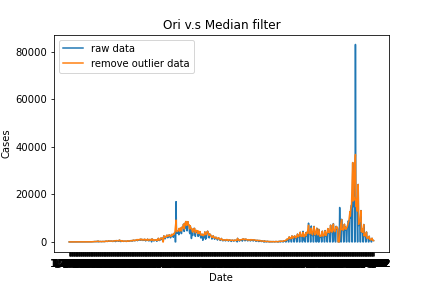 Ori v.s Median filter
raw data
remove outlier data
80000
60000
40000
20000
0
Cases
Date